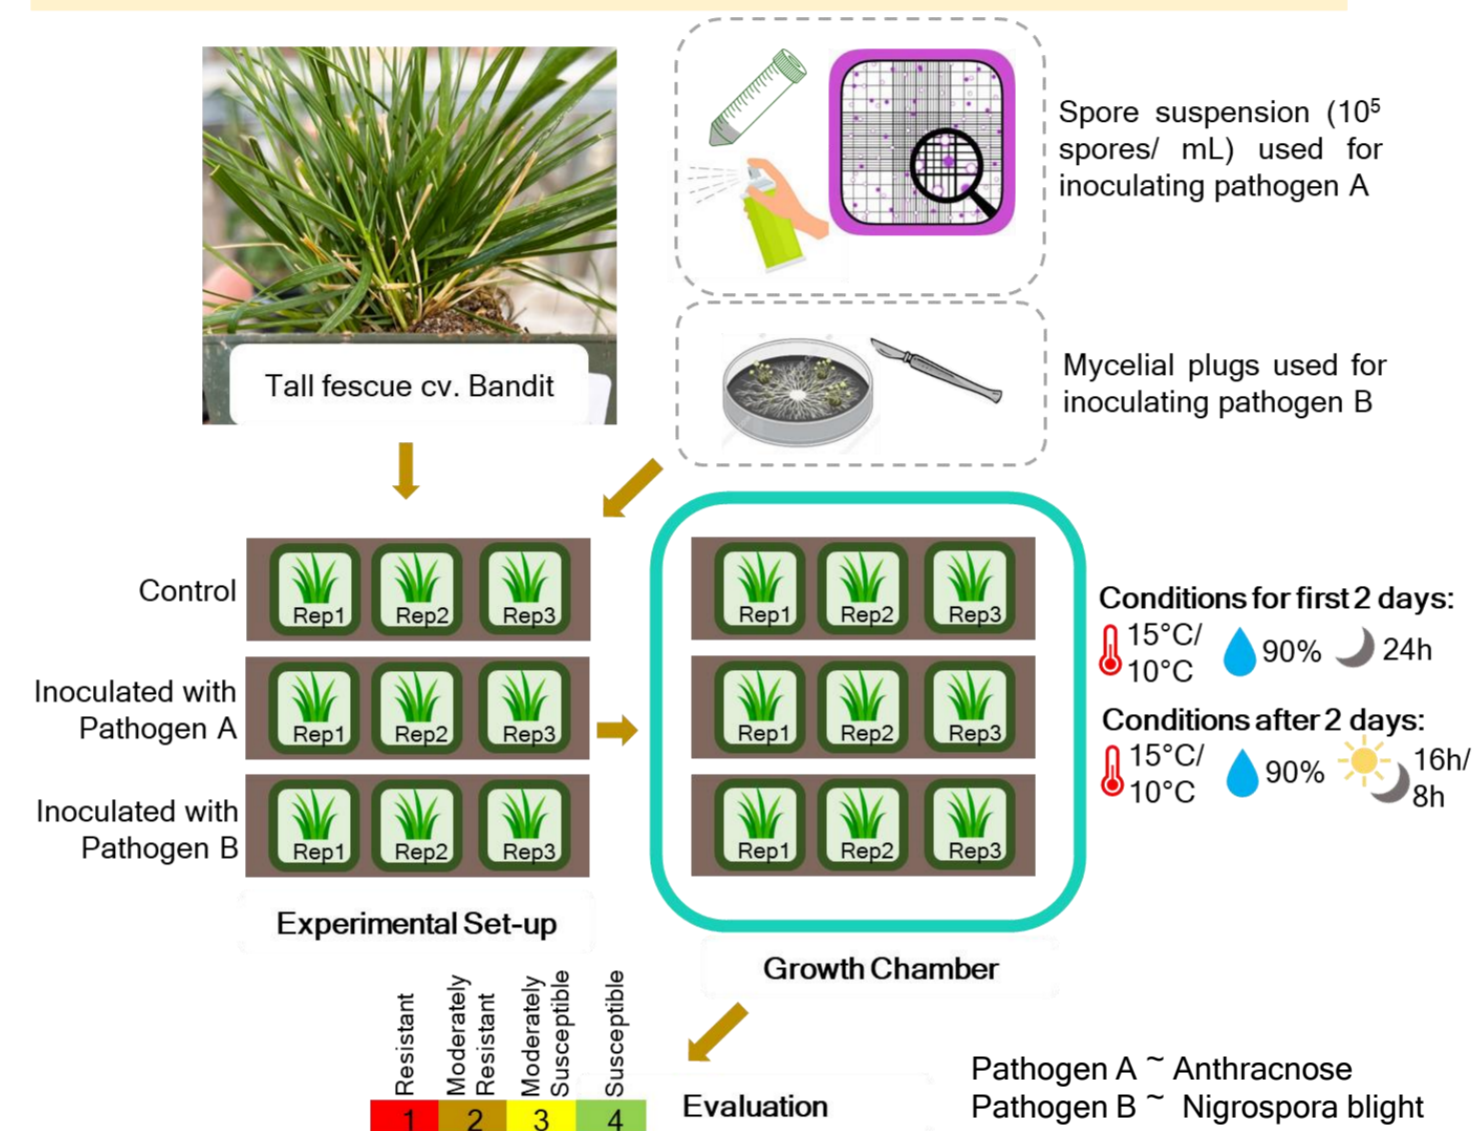 Spore suspension (10⁵
spores/ mL) used for
inoculating pathogen A
Tall fescue cv. Bandit
Mycelial plugs used for
inoculating pathogen B
Control
Rep1 Rep2 Rep3
Rep1 Rep2 Rep3
Inoculated with
Pathogen A
Rep1 Rep2 Rep3
Rep1 Rep2 Rep3
Inoculated with
Pathogen B
Rep1 Rep2 Rep3
Rep1 Rep2 Rep3
Conditions for first 2 days:
15°C/
10°C
90%
24h
Conditions after 2 days:
15°C/
10°C
90%
16h/
8h
Experimental Set-up
Growth Chamber
Resistant
Moderately
Resistant
Moderately
Susceptible
Susceptible
1 2 3 4
Evaluation
Pathogen A ~ Anthracnose
Pathogen B ~ Nigrospora blight